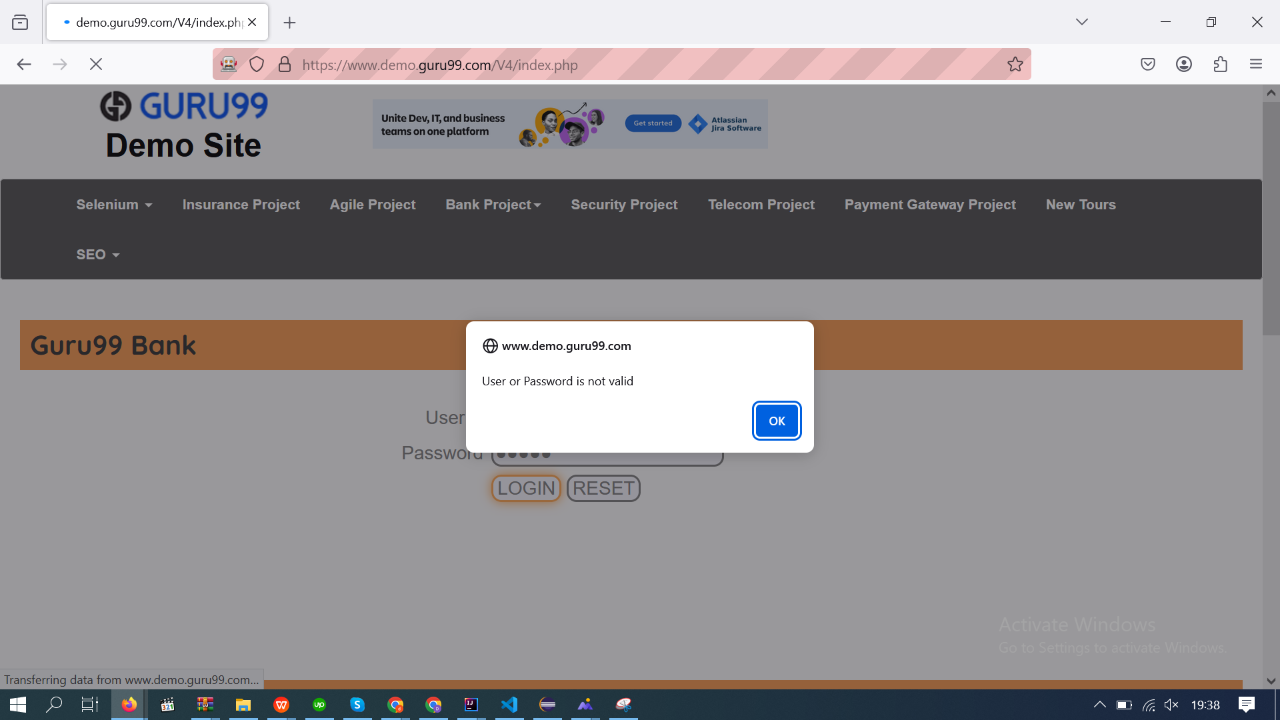 demo.guru99.com/V4/index.ph
https://www.demo.guru99.com/V4/index.php
GURU99
Demo Site
Unite Dev, IT, and business
teams on one platform
Get started
Atlassian
Jira Software
Selenium
Insurance Project
Agile Project
Bank Project
Security Project
Telecom Project
Payment Gateway Project
New Tours
SEO
Guru99 Bank
www.demo.guru99.com
User or Password is not valid
OK
User
Password
LOGIN
RESET
Activate Windows
Go to Settings to activate Windows.
Transferring data from www.demo.guru99.com...
19:38